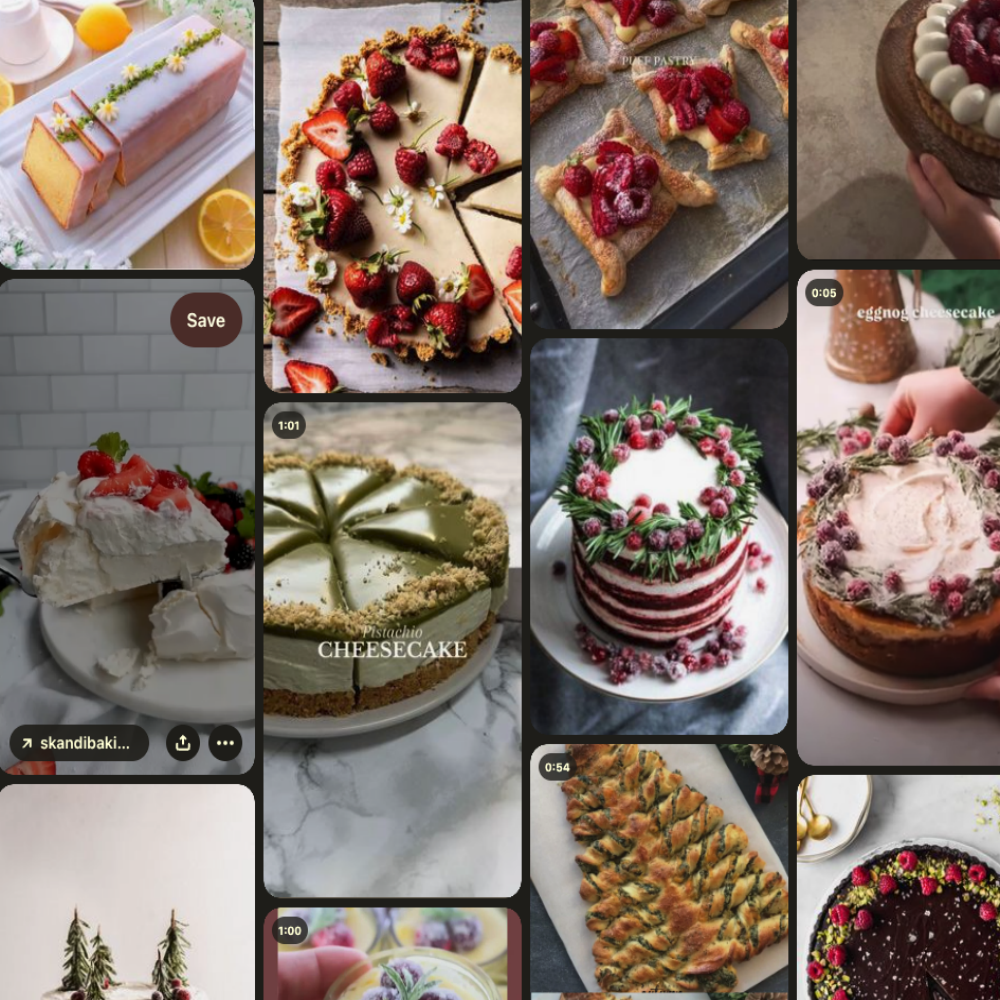 Save
skandibaki...
1:01
Pistachio
CHEESECAKE
1:00
PUFF PASTRY
0:54
0:05
eggnog cheesecake